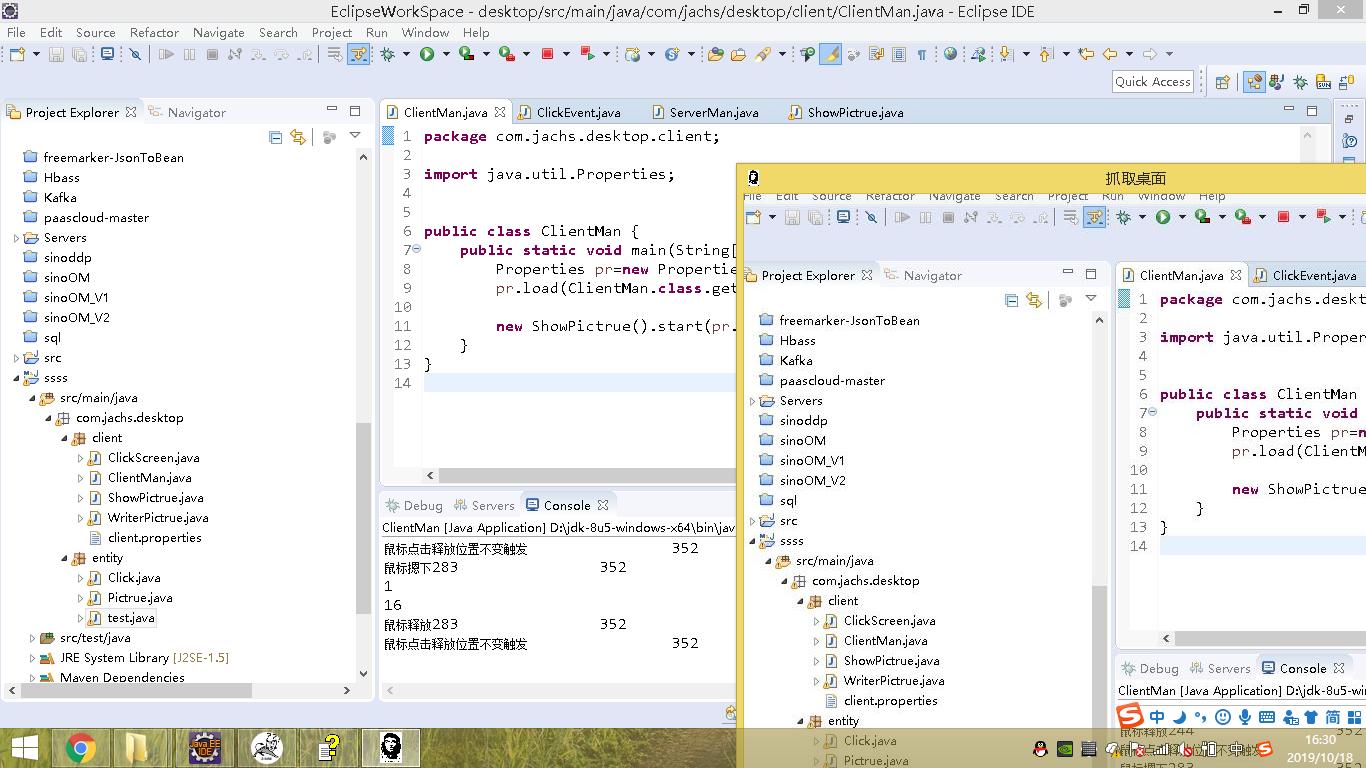 EclipseWorkSpace - desktop/src/main/java/com/jachs/desktop/client/ClientMan.java - Eclipse IDE
File Edit Source Refactor Navigate Search Project Run Window Help
Quick Access
Project Explorer Navigator
freemarker-JsonToBean
Hbass
Kafka
paascloud-master
Servers
sinoddp
sinoOM
sinoOM_V1
sinoOM_V2
sql
src
ssss
src/main/java
com.jachs.desktop
client
ClickScreen.java
ClientMan.java
ShowPictrue.java
WriterPictrue.java
client.properties
entity
Click.java
Pictrue.java
test.java
src/test/java
JRE System Library [J2SE-1.5]
Maven Dependencies
ClientMan.java ClickEvent.java ServerMan.java ShowPictrue.java
1 package com.jachs.desktop.client;
2
3 import java.util.Properties;
4
5
6 public class ClientMan {
7 public static void main(String[
8 Properties pr=new Propertie
9 pr.load(ClientMan.class.get
10
11 new ShowPictrue().start(pr.
12 }
13 }
14
Debug Servers Console
ClientMan [Java Application] D:\jdk-8u5-windows-x64\bin\jav
鼠标点击释放位置不变触发 352
鼠标摁下283 352
1
16
鼠标释放283 352
鼠标点击释放位置不变触发 352
抓取桌面
File Edit Source Refactor Navigate Search Project Run Window Help
Project Explorer Navigator
freemarker-JsonToBean
Hbass
Kafka
paascloud-master
Servers
sinoddp
sinoOM
sinoOM_V1
sinoOM_V2
sql
src
ssss
src/main/java
com.jachs.desktop
client
ClickScreen.java
ClientMan.java
ShowPictrue.java
WriterPictrue.java
client.properties
entity
Click.java
Pictrue.java
ClientMan.java ClickEvent.java
1 package com.jachs.deskt
2
3 import java.util.Proper
4
5
6 public class ClientMan
7 public static void
8 Properties pr=n
9 pr.load(ClientM
10
11 new ShowPictrue
12 }
13 }
14
Debug Servers Console
ClientMan [Java Application] D:\jdk-8u5-w
中 简
鼠标释放244 352
Java EE
IDE
中
16:30
2019/10/18